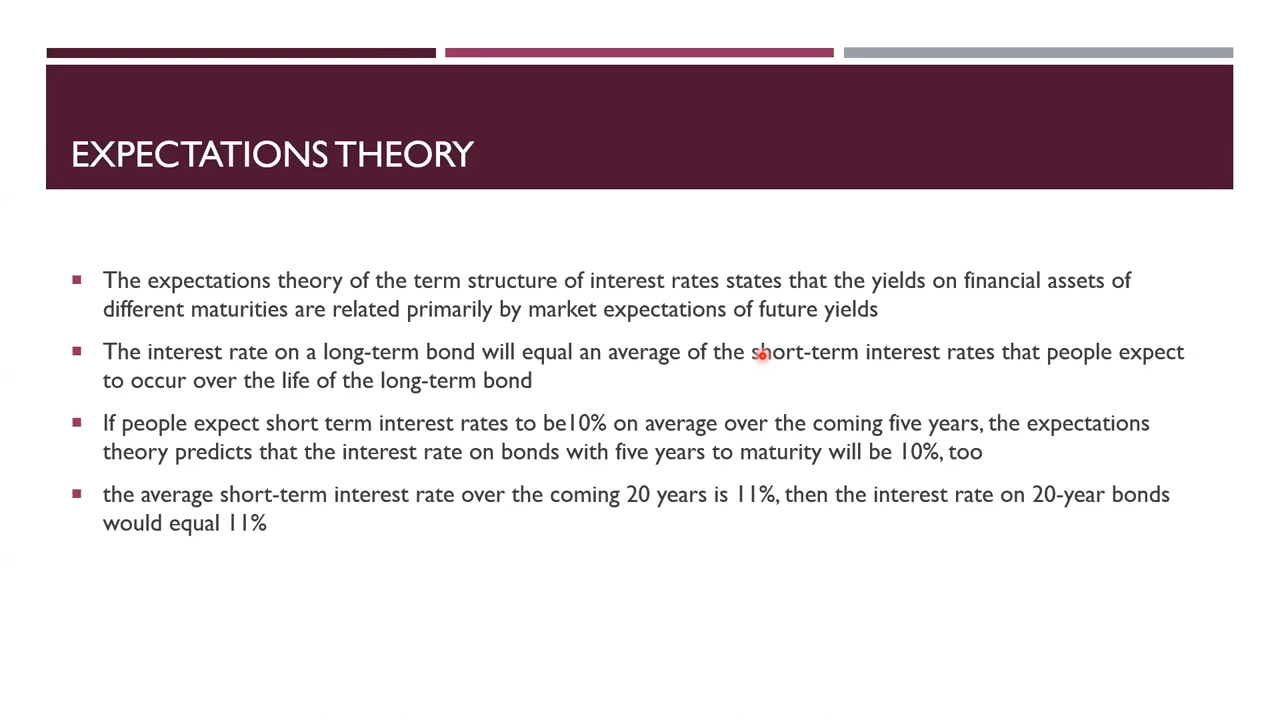 EXPECTATIONS THEORY
The expectations theory of the term structure of interest rates states that the yields on financial assets of
different maturities are related primarily by market expectations of future yields
The interest rate on a long-term bond will equal an average of the short-term interest rates that people expect
to occur over the life of the long-term bond
If people expect short term interest rates to be10% on average over the coming five years, the expectations
theory predicts that the interest rate on bonds with five years to maturity will be 10%, too
the average short-term interest rate over the coming 20 years is 11%, then the interest rate on 20-year bonds
would equal 11%